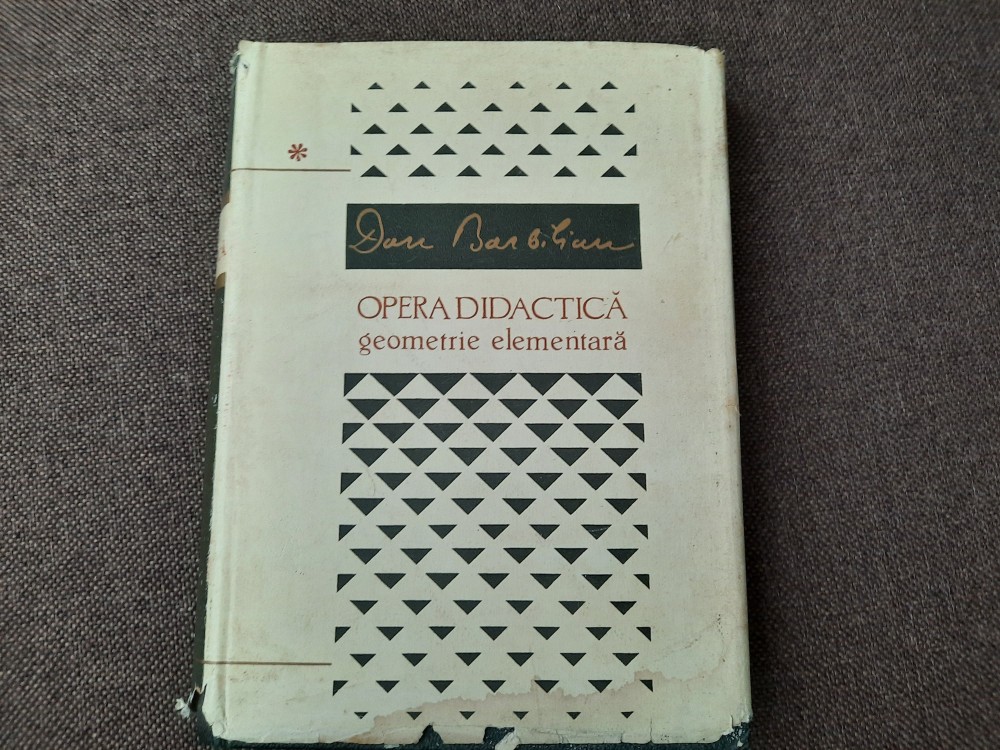 *
Dan Barbilian
OPERA DIDACTICĂ
geometrie elementară